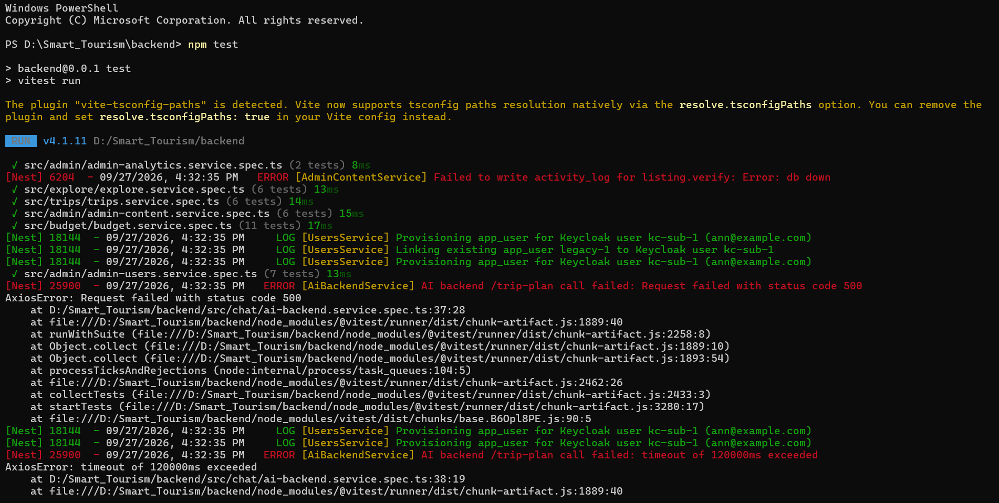 Windows PowerShell
Copyright (C) Microsoft Corporation. All rights reserved.
PS D:\Smart_Tourism\backend> npm test
> backend@0.0.1 test
> vitest run
The plugin "vite-tsconfig-paths" is detected. Vite now supports tsconfig paths resolution natively via the resolve.tsconfigPaths option. You can remove the
plugin and set resolve.tsconfigPaths: true in your Vite config instead.
RUN v4.1.11 D:/Smart_Tourism/backend
✓ src/admin/admin-analytics.service.spec.ts (2 tests) 8ms
[Nest] 6204  - 09/27/2026, 4:32:35 PM   ERROR [AdminContentService] Failed to write activity_log for listing.verify: Error: db down
✓ src/explore/explore.service.spec.ts (6 tests) 13ms
✓ src/trips/trips.service.spec.ts (6 tests) 14ms
✓ src/admin/admin-content.service.spec.ts (6 tests) 15ms
✓ src/budget/budget.service.spec.ts (11 tests) 17ms
[Nest] 18144  - 09/27/2026, 4:32:35 PM     LOG [UsersService] Provisioning app_user for Keycloak user kc-sub-1 (ann@example.com)
[Nest] 18144  - 09/27/2026, 4:32:35 PM     LOG [UsersService] Linking existing app_user legacy-1 to Keycloak user kc-sub-1
[Nest] 18144  - 09/27/2026, 4:32:35 PM     LOG [UsersService] Provisioning app_user for Keycloak user kc-sub-1 (ann@example.com)
✓ src/admin/admin-users.service.spec.ts (7 tests) 13ms
[Nest] 25900  - 09/27/2026, 4:32:35 PM   ERROR [AiBackendService] AI backend /trip-plan call failed: Request failed with status code 500
AxiosError: Request failed with status code 500
    at D:/Smart_Tourism/backend/src/chat/ai-backend.service.spec.ts:37:28
    at file:///D:/Smart_Tourism/backend/node_modules/@vitest/runner/dist/chunk-artifact.js:1889:40
    at runWithSuite (file:///D:/Smart_Tourism/backend/node_modules/@vitest/runner/dist/chunk-artifact.js:2258:8)
    at Object.collect (file:///D:/Smart_Tourism/backend/node_modules/@vitest/runner/dist/chunk-artifact.js:1889:10)
    at Object.collect (file:///D:/Smart_Tourism/backend/node_modules/@vitest/runner/dist/chunk-artifact.js:1893:54)
    at processTicksAndRejections (node:internal/process/task_queues:104:5)
    at file:///D:/Smart_Tourism/backend/node_modules/@vitest/runner/dist/chunk-artifact.js:2462:26
    at collectTests (file:///D:/Smart_Tourism/backend/node_modules/@vitest/runner/dist/chunk-artifact.js:2433:3)
    at startTests (file:///D:/Smart_Tourism/backend/node_modules/@vitest/runner/dist/chunk-artifact.js:3280:17)
    at file:///D:/Smart_Tourism/backend/node_modules/vitest/dist/chunks/base.B6Opl8PE.js:90:5
[Nest] 18144  - 09/27/2026, 4:32:35 PM     LOG [UsersService] Provisioning app_user for Keycloak user kc-sub-1 (ann@example.com)
[Nest] 18144  - 09/27/2026, 4:32:35 PM     LOG [UsersService] Provisioning app_user for Keycloak user kc-sub-1 (ann@example.com)
[Nest] 25900  - 09/27/2026, 4:32:35 PM   ERROR [AiBackendService] AI backend /trip-plan call failed: timeout of 120000ms exceeded
AxiosError: timeout of 120000ms exceeded
    at D:/Smart_Tourism/backend/src/chat/ai-backend.service.spec.ts:38:19
    at file:///D:/Smart_Tourism/backend/node_modules/@vitest/runner/dist/chunk-artifact.js:1889:40